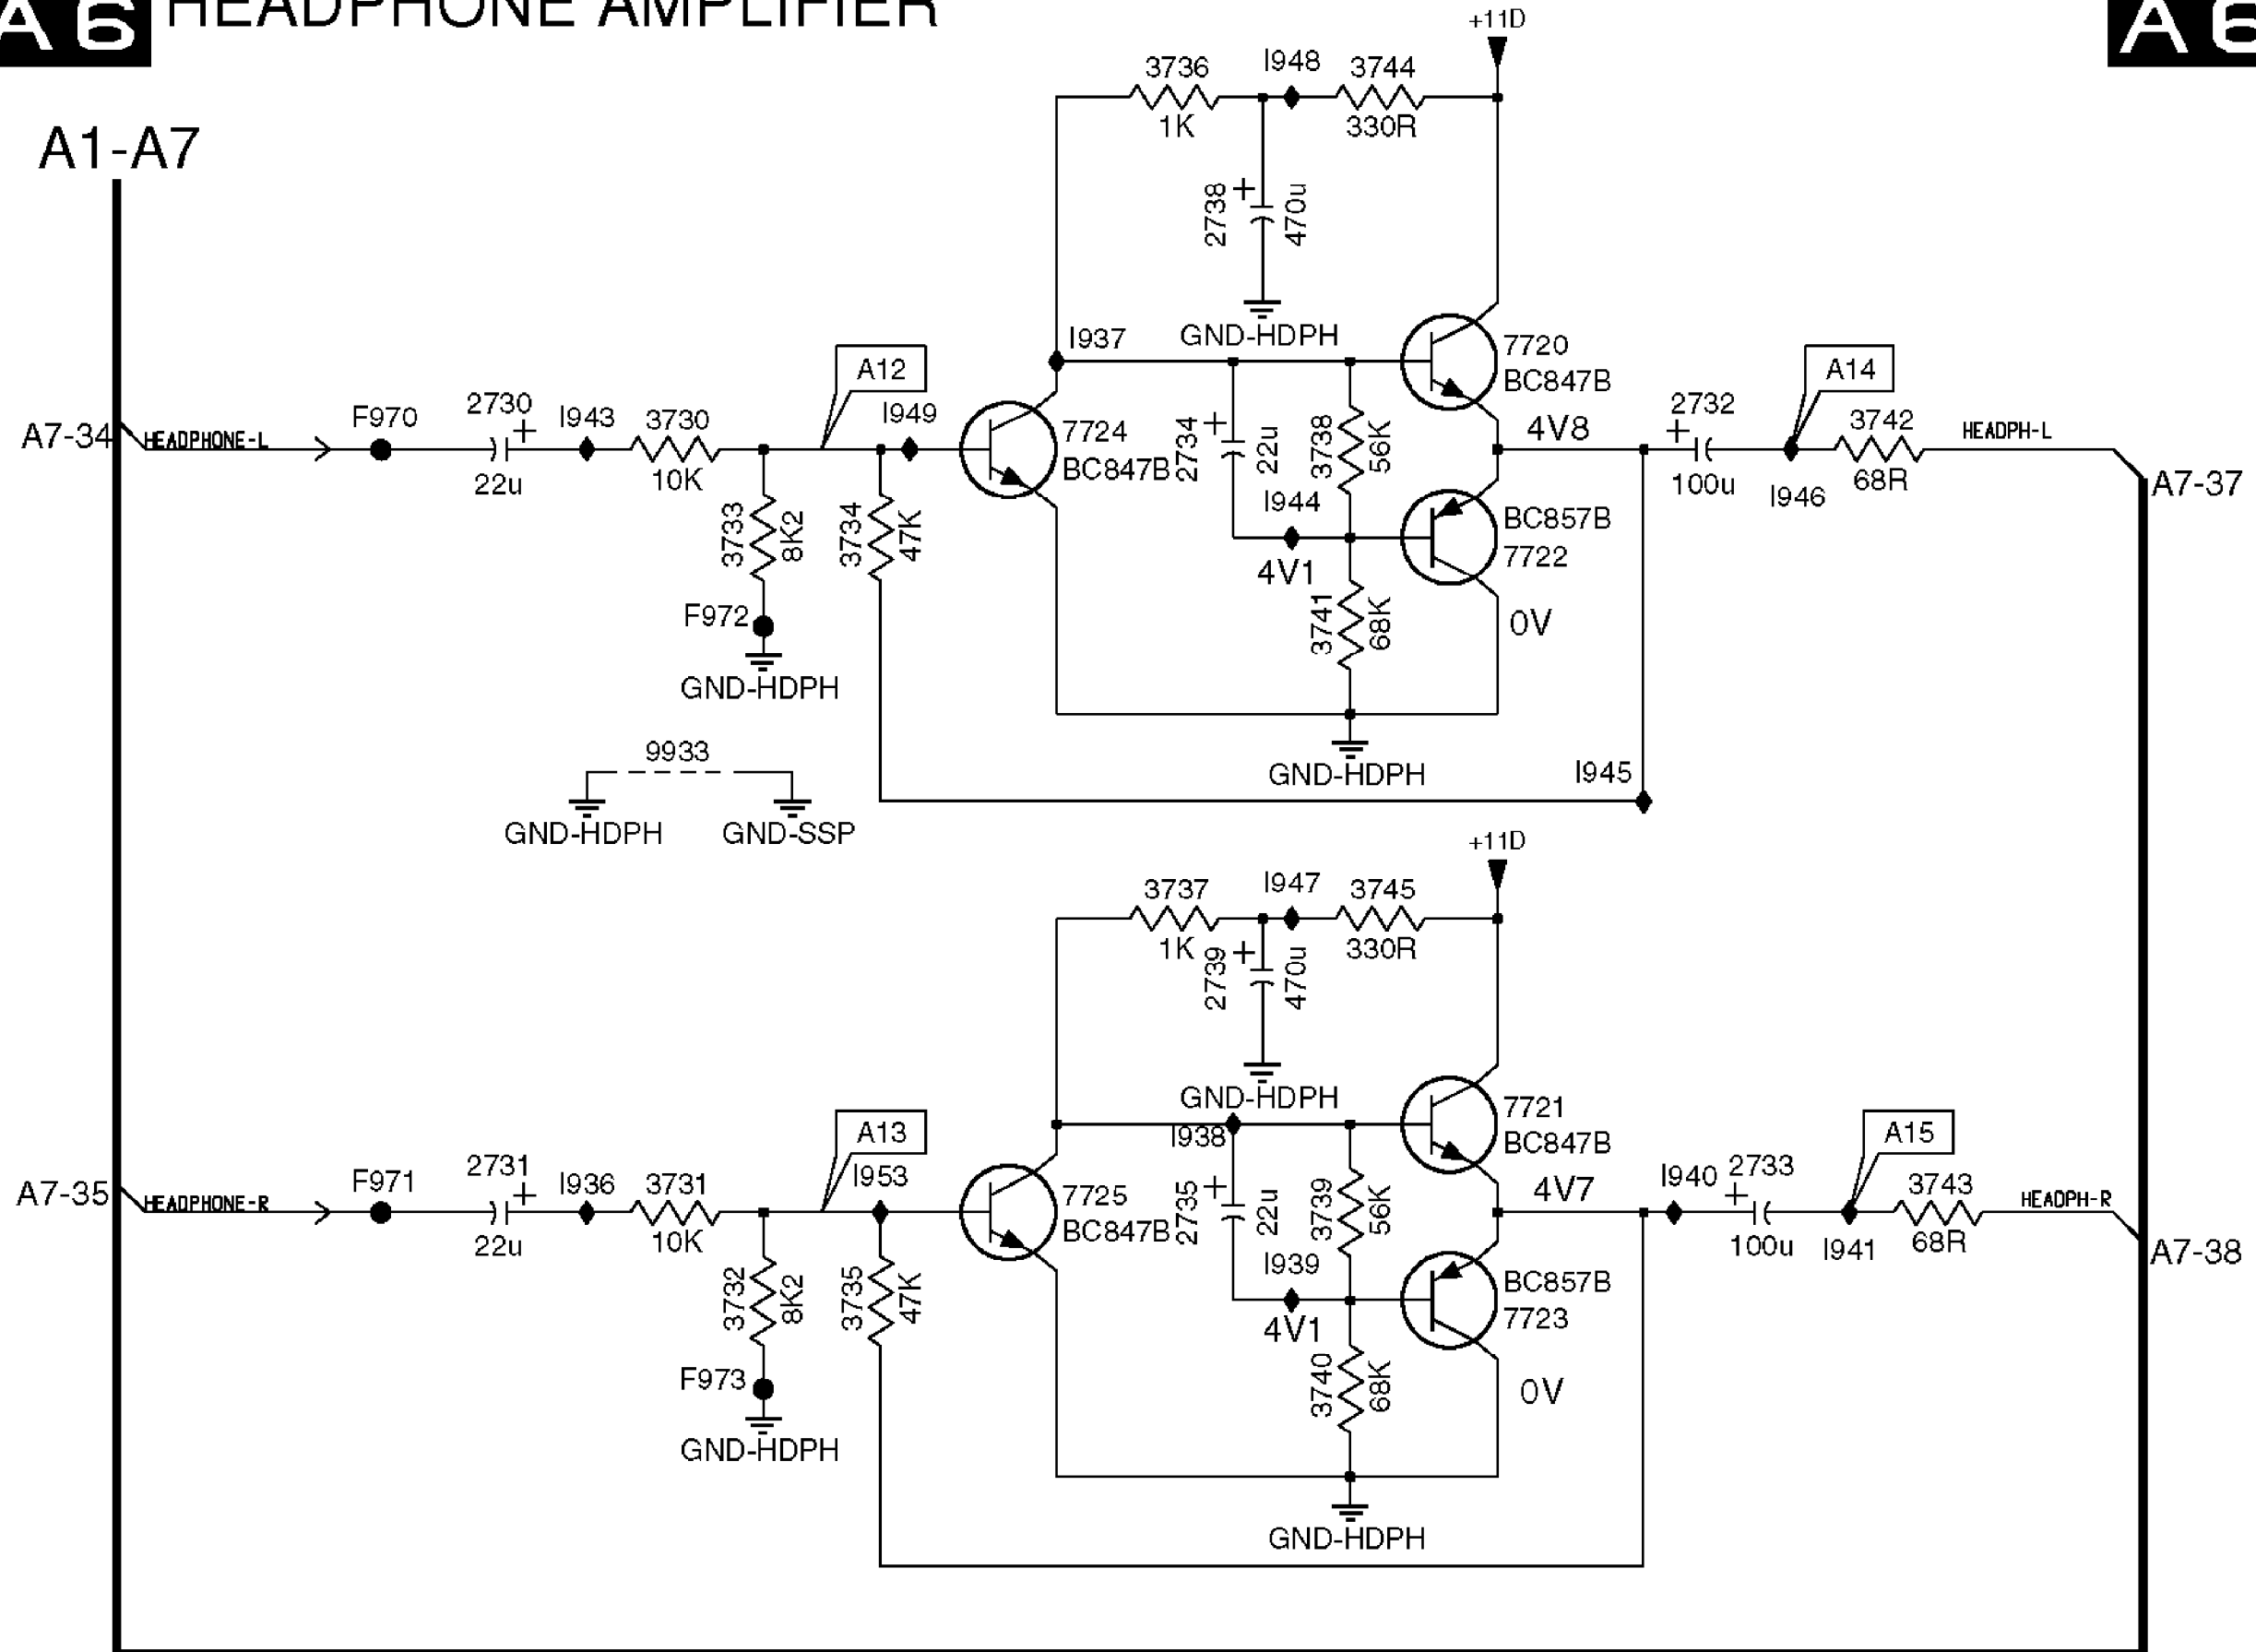 A6 HEADPHONE AMPLIFIER A6
A1-A7
+11D
3736 I948 3744
1K 330R
2738 + 470u
GND-HDPH
I937
7720
BC847B
A12
A14
A7-34 HEADPHONE-L F970 2730 + I943 3730 I949
22u 10K
7724
BC847B
2734 + 22u
3738 56K
4V8
2732 + 3742 HEADPH-L
100u I946 68R
A7-37
3733 8K2
3734 47K
I944
4V1
BC857B
7722
F972
GND-HDPH
3741 68K
0V
GND-HDPH
9933
GND-HDPH GND-SSP
I945
+11D
3737 I947 3745
1K 330R
2739 + 470u
GND-HDPH
I938
7721
BC847B
A13
A15
A7-35 HEADPHONE-R F971 2731 + I936 3731 I953
22u 10K
7725
BC847B
2735 + 22u
3739 56K
4V7
I940 2733 + 3743 HEADPH-R
100u I941 68R
A7-38
3732 8K2
3735 47K
I939
4V1
BC857B
7723
F973
GND-HDPH
3740 68K
0V
GND-HDPH